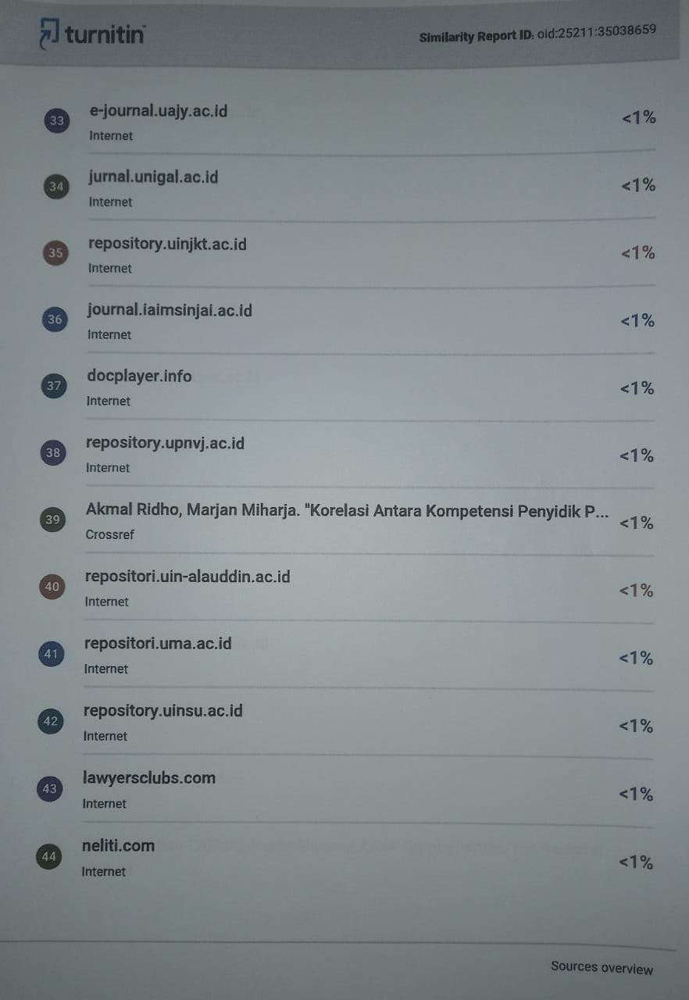 turnitin
Similarity Report ID: oid:25211:35038659
33
e-journal.uajy.ac.id
<1%
Internet
34
jurnal.unigal.ac.id
<1%
Internet
35
repository.uinjkt.ac.id
<1%
Internet
36
journal.iaimsinjai.ac.id
<1%
Internet
37
docplayer.info
<1%
Internet
38
repository.upnvj.ac.id
<1%
Internet
39
Akmal Ridho, Marjan Miharja. "Korelasi Antara Kompetensi Penyidik P...
<1%
Crossref
40
repositori.uin-alauddin.ac.id
<1%
Internet
41
repositori.uma.ac.id
<1%
Internet
42
repository.uinsu.ac.id
<1%
Internet
43
lawyersclubs.com
<1%
Internet
44
neliti.com
<1%
Internet
Sources overview